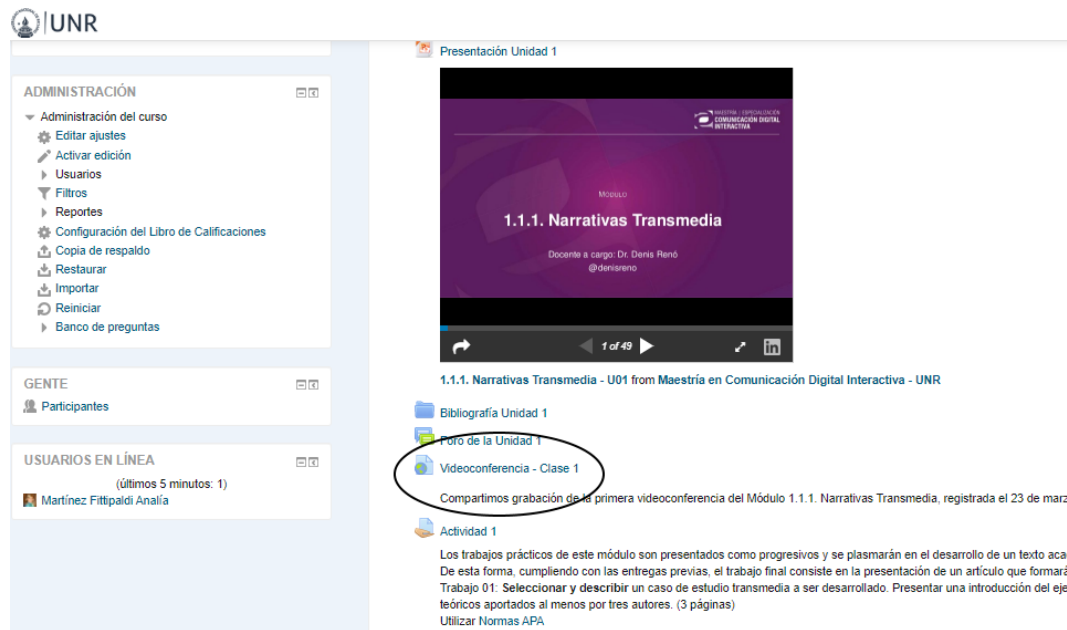 UNR
ADMINISTRACIÓN
Administración del curso
Editar ajustes
Activar edición
Usuarios
Filtros
Reportes
Configuración del Libro de Calificaciones
Copia de respaldo
Restaurar
Importar
Reiniciar
Banco de preguntas
GENTE
Participantes
USUARIOS EN LÍNEA
(últimos 5 minutos: 1)
Martínez Fittipaldi Analía
Presentación Unidad 1
MAESTRÍA / ESPECIALIZACIÓN
COMUNICACIÓN DIGITAL
INTERACTIVA
MÓDULO
1.1.1. Narrativas Transmedia
Docente a cargo: Dr. Denis Renó
@denisreno
1 of 49
in
1.1.1. Narrativas Transmedia - U01 from Maestría en Comunicación Digital Interactiva - UNR
Bibliografía Unidad 1
Foro de la Unidad 1
Videoconferencia - Clase 1
Compartimos grabación de la primera videoconferencia del Módulo 1.1.1. Narrativas Transmedia, registrada el 23 de marz
Actividad 1
Los trabajos prácticos de este módulo son presentados como progresivos y se plasmarán en el desarrollo de un texto aca
De esta forma, cumpliendo con las entregas previas, el trabajo final consiste en la presentación de un artículo que formará
Trabajo 01: Seleccionar y describir un caso de estudio transmedia a ser desarrollado. Presentar una introducción del eje
teóricos aportados al menos por tres autores. (3 páginas)
Utilizar Normas APA